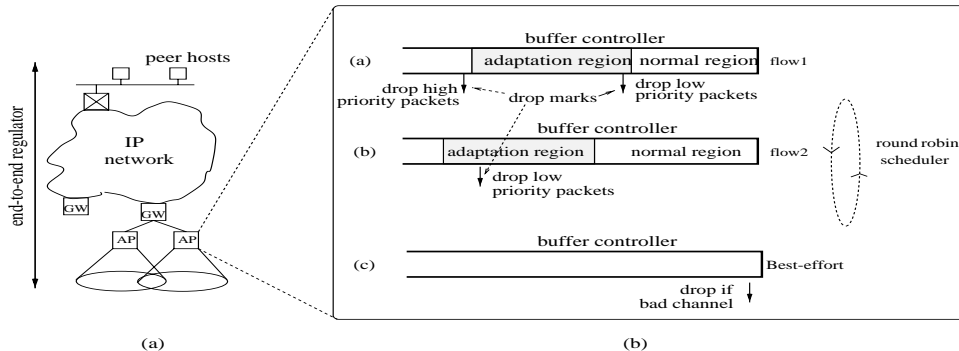 peer hosts
end-to-end regulator
IP
network
GW
GW
AP
AP
(a)
buffer controller
(a)
adaptation region
normal region
flow1
drop high
priority packets
drop marks
drop low
priority packets
buffer controller
(b)
adaptation region
normal region
flow2
drop low
priority packets
round robin
scheduler
buffer controller
(c)
Best-effort
drop if
bad channel
(b)